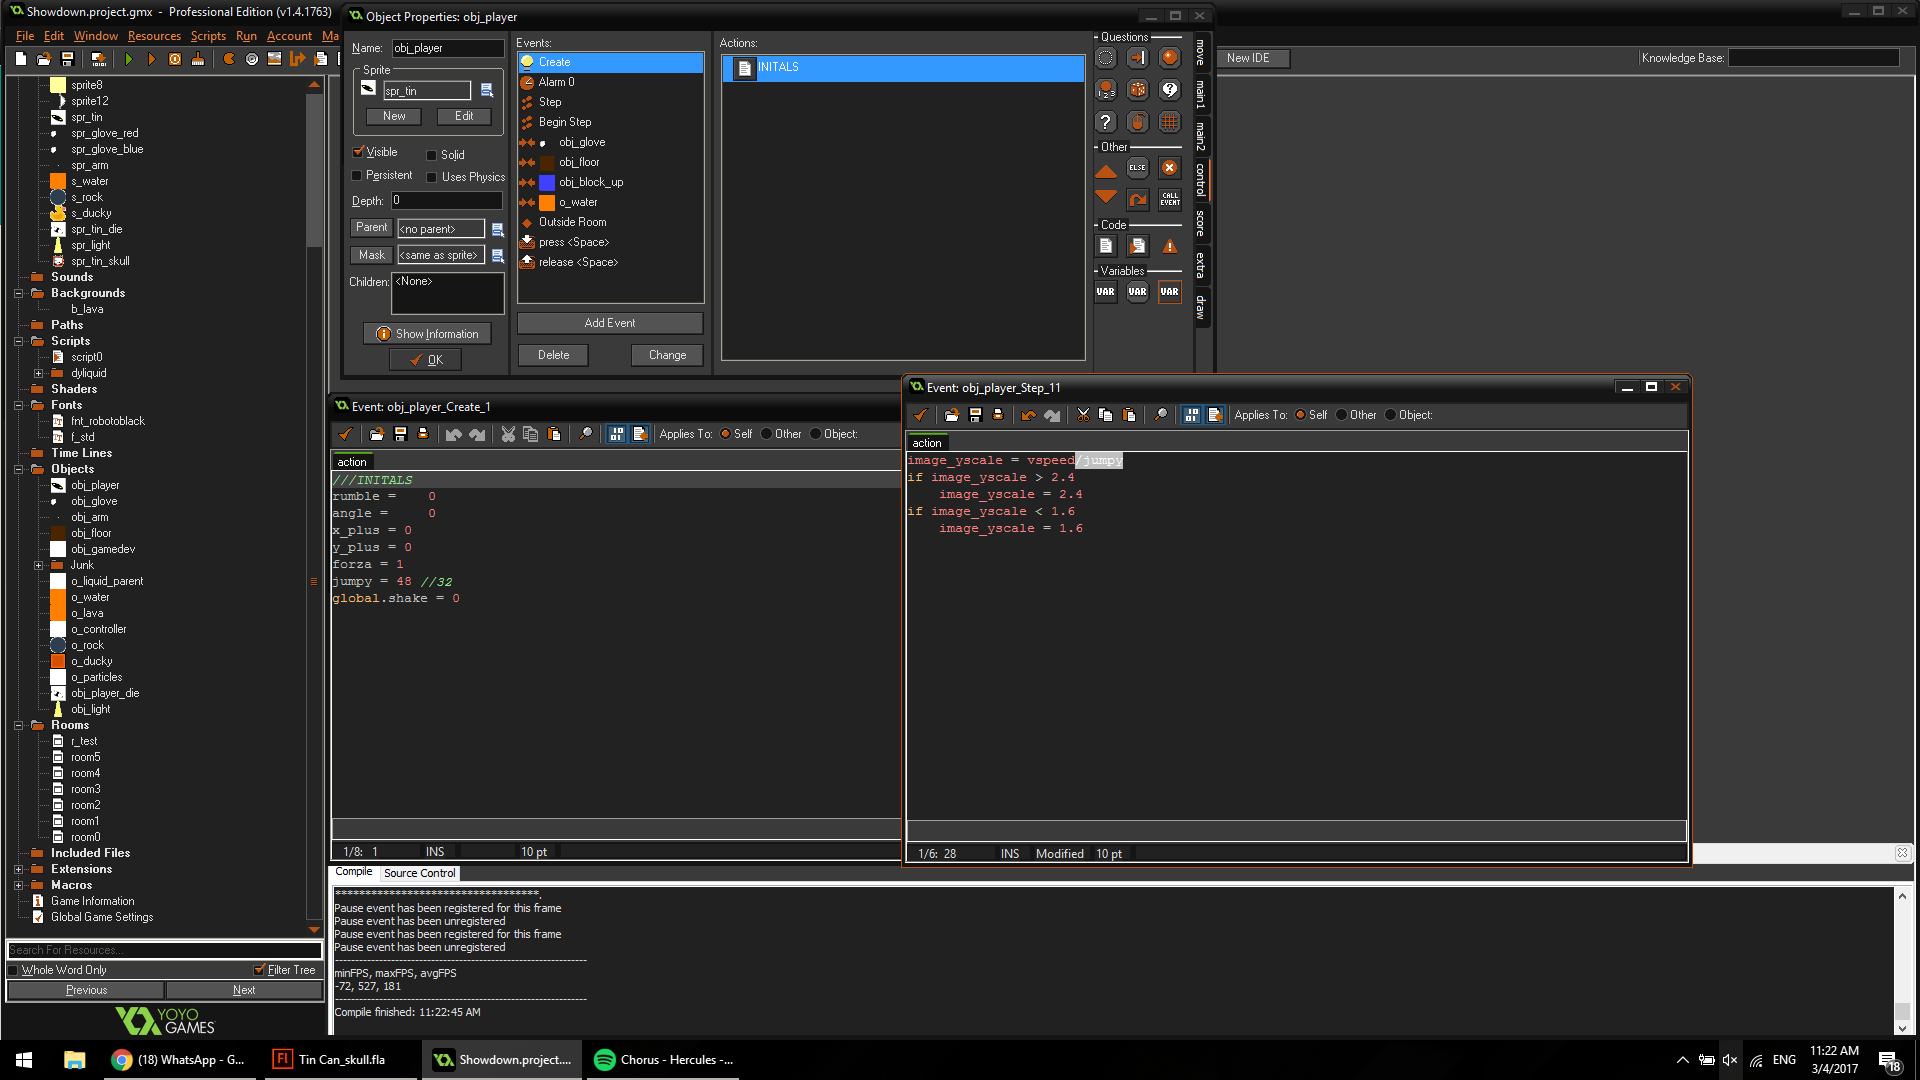 Showdown.project.gmx - Professional Edition (v1.4.1763)
File Edit Window Resources Scripts Run Account Ma
sprite8
sprite12
spr_tin
spr_glove_red
spr_glove_blue
spr_arm
s_water
s_rock
s_ducky
spr_tin_die
spr_light
spr_tin_skull
Sounds
Backgrounds
b_lava
Paths
Scripts
script0
dyliquid
Shaders
Fonts
fnt_robotoblack
f_std
Time Lines
Objects
obj_player
obj_glove
obj_arm
obj_floor
obj_gamedev
Junk
o_liquid_parent
o_water
o_lava
o_controller
o_rock
o_ducky
o_particles
obj_player_die
obj_light
Rooms
r_test
room5
room4
room3
room2
room1
room0
Included Files
Extensions
Macros
Game Information
Global Game Settings
Search For Resources...
Whole Word Only
Filter Tree
Previous
Next
YOYO
GAMES
Object Properties: obj_player
Name: obj_player
Sprite
spr_tin
New
Edit
Visible
Solid
Persistent
Uses Physics
Depth: 0
Parent <no parent>
Mask <same as sprite>
Children: <None>
Show Information
OK
Events:
Create
Alarm 0
Step
Begin Step
obj_glove
obj_floor
obj_block_up
o_water
Outside Room
press <Space>
release <Space>
Add Event
Delete
Change
Actions:
INITALS
Questions
Other
ELSE
CALL EVENT
Code
Variables
VAR VAR VAR
move
main1
main2
control
score
extra
draw
New IDE
Knowledge Base:
Event: obj_player_Create_1
Applies To: Self Other Object:
action
///INITALS
rumble = 0
angle = 0
x_plus = 0
y_plus = 0
forza = 1
jumpy = 48 //32
global.shake = 0
1/8: 1 INS 10 pt
Event: obj_player_Step_11
Applies To: Self Other Object:
action
image_yscale = vspeed/jumpy
if image_yscale > 2.4
image_yscale = 2.4
if image_yscale < 1.6
image_yscale = 1.6
1/6: 28 INS Modified 10 pt
Compile
Source Control
***********************************.
Pause event has been registered for this frame
Pause event has been unregistered
Pause event has been registered for this frame
Pause event has been unregistered
minFPS, maxFPS, avgFPS
-72, 527, 181
Compile finished: 11:22:45 AM
(18) WhatsApp - G...
Tin Can_skull.fla
Showdown.project....
Chorus - Hercules -...
ENG
11:22 AM
3/4/2017
18